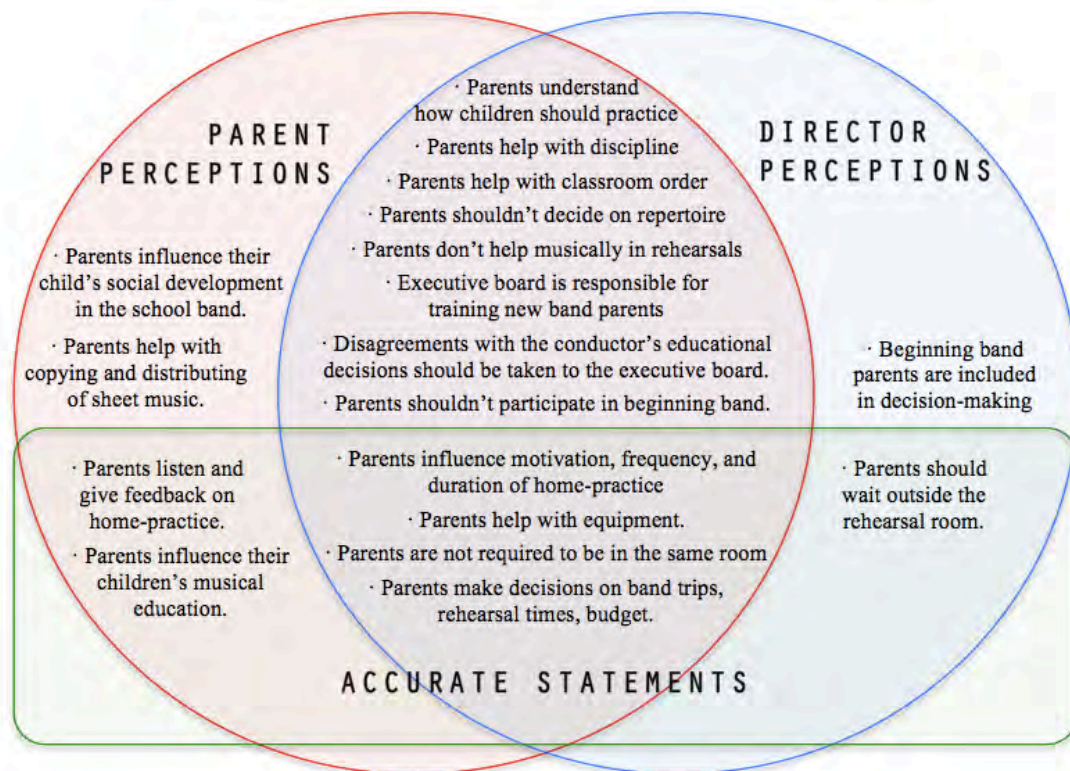 PARENT
PERCEPTIONS
· Parents influence their
child’s social development
in the school band.
· Parents help with
copying and distributing
of sheet music.
· Parents understand
how children should practice
· Parents help with discipline
· Parents help with classroom order
· Parents shouldn’t decide on repertoire
· Parents don’t help musically in rehearsals
· Executive board is responsible for
training new band parents
· Disagreements with the conductor’s educational
decisions should be taken to the executive board.
· Parents shouldn’t participate in beginning band.
DIRECTOR
PERCEPTIONS
· Beginning band
parents are included
in decision-making
· Parents listen and
give feedback on
home-practice.
· Parents influence their
children’s musical
education.
· Parents influence motivation, frequency, and
duration of home-practice
· Parents help with equipment.
· Parents are not required to be in the same room
· Parents make decisions on band trips,
rehearsal times, budget.
· Parents should
wait outside the
rehearsal room.
ACCURATE STATEMENTS